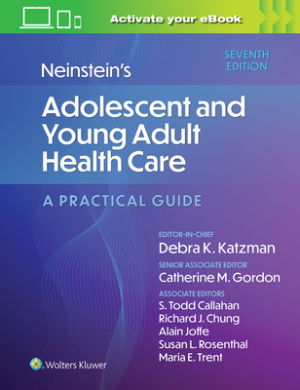 Activate your eBook
SEVENTH
EDITION
Neinstein's
Adolescent and
Young Adult
Health Care
A PRACTICAL GUIDE
EDITOR-IN-CHIEF
Debra K. Katzman
SENIOR ASSOCIATE EDITOR
Catherine M. Gordon
ASSOCIATE EDITORS
S. Todd Callahan
Richard J. Chung
Alain Joffe
Susan L. Rosenthal
Maria E. Trent
Wolters Kluwer